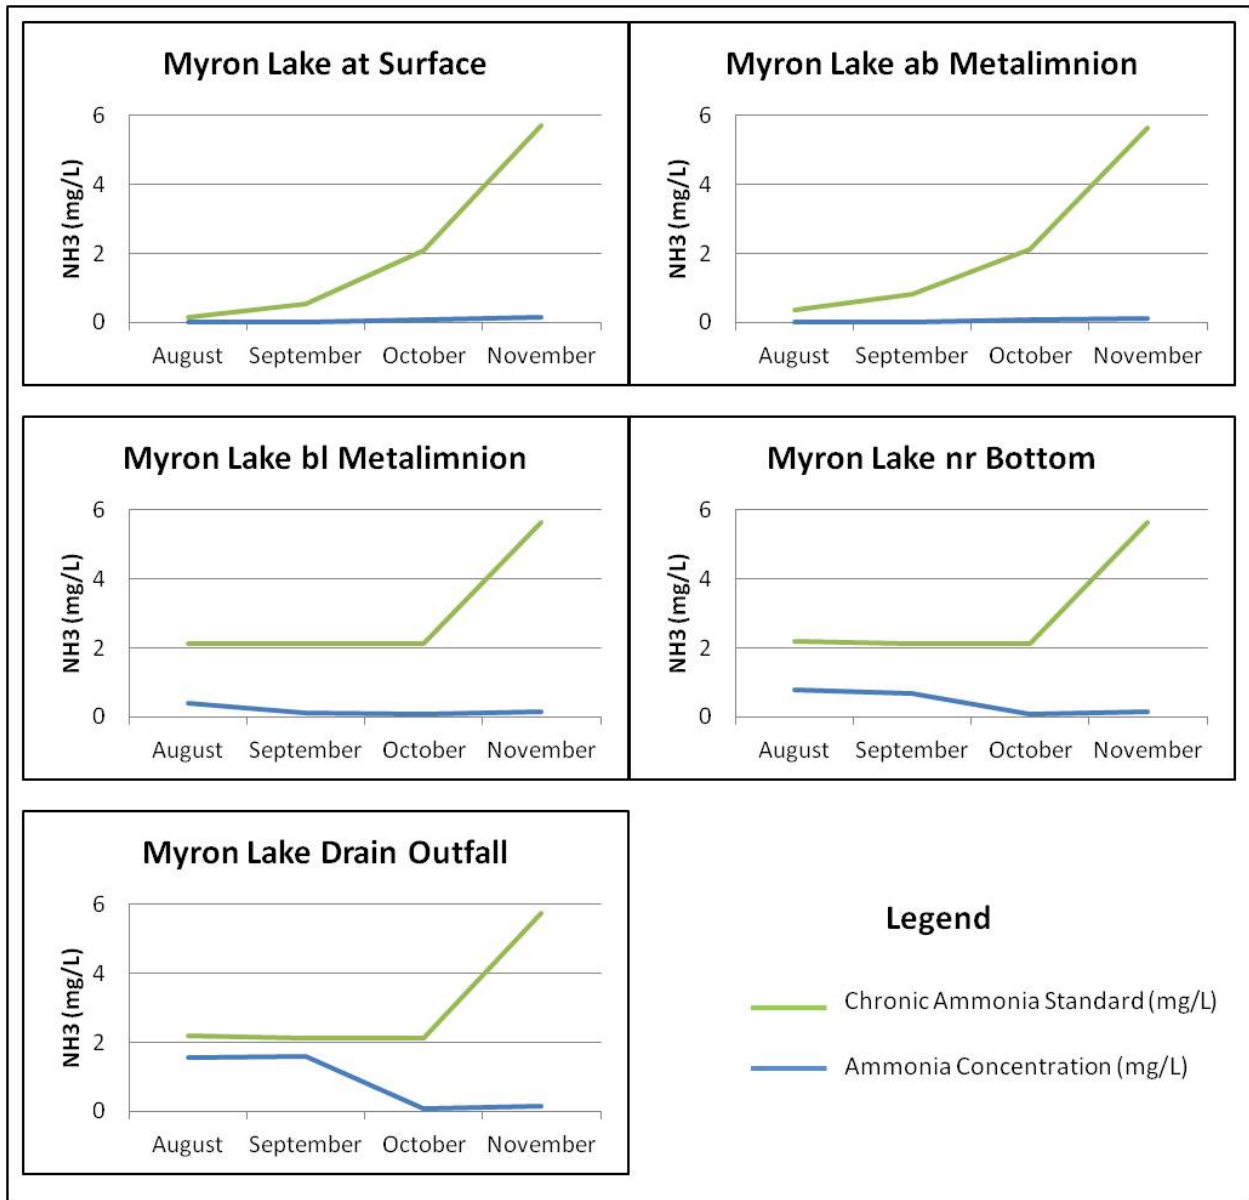 Myron Lake at Surface
NH3 (mg/L)
6
4
2
0
August September October November
Myron Lake ab Metalimnion
NH3 (mg/L)
6
4
2
0
August September October November
Myron Lake bl Metalimnion
NH3 (mg/L)
6
4
2
0
August September October November
Myron Lake nr Bottom
NH3 (mg/L)
6
4
2
0
August September October November
Myron Lake Drain Outfall
NH3 (mg/L)
6
4
2
0
August September October November
Legend
Chronic Ammonia Standard (mg/L)
Ammonia Concentration (mg/L)